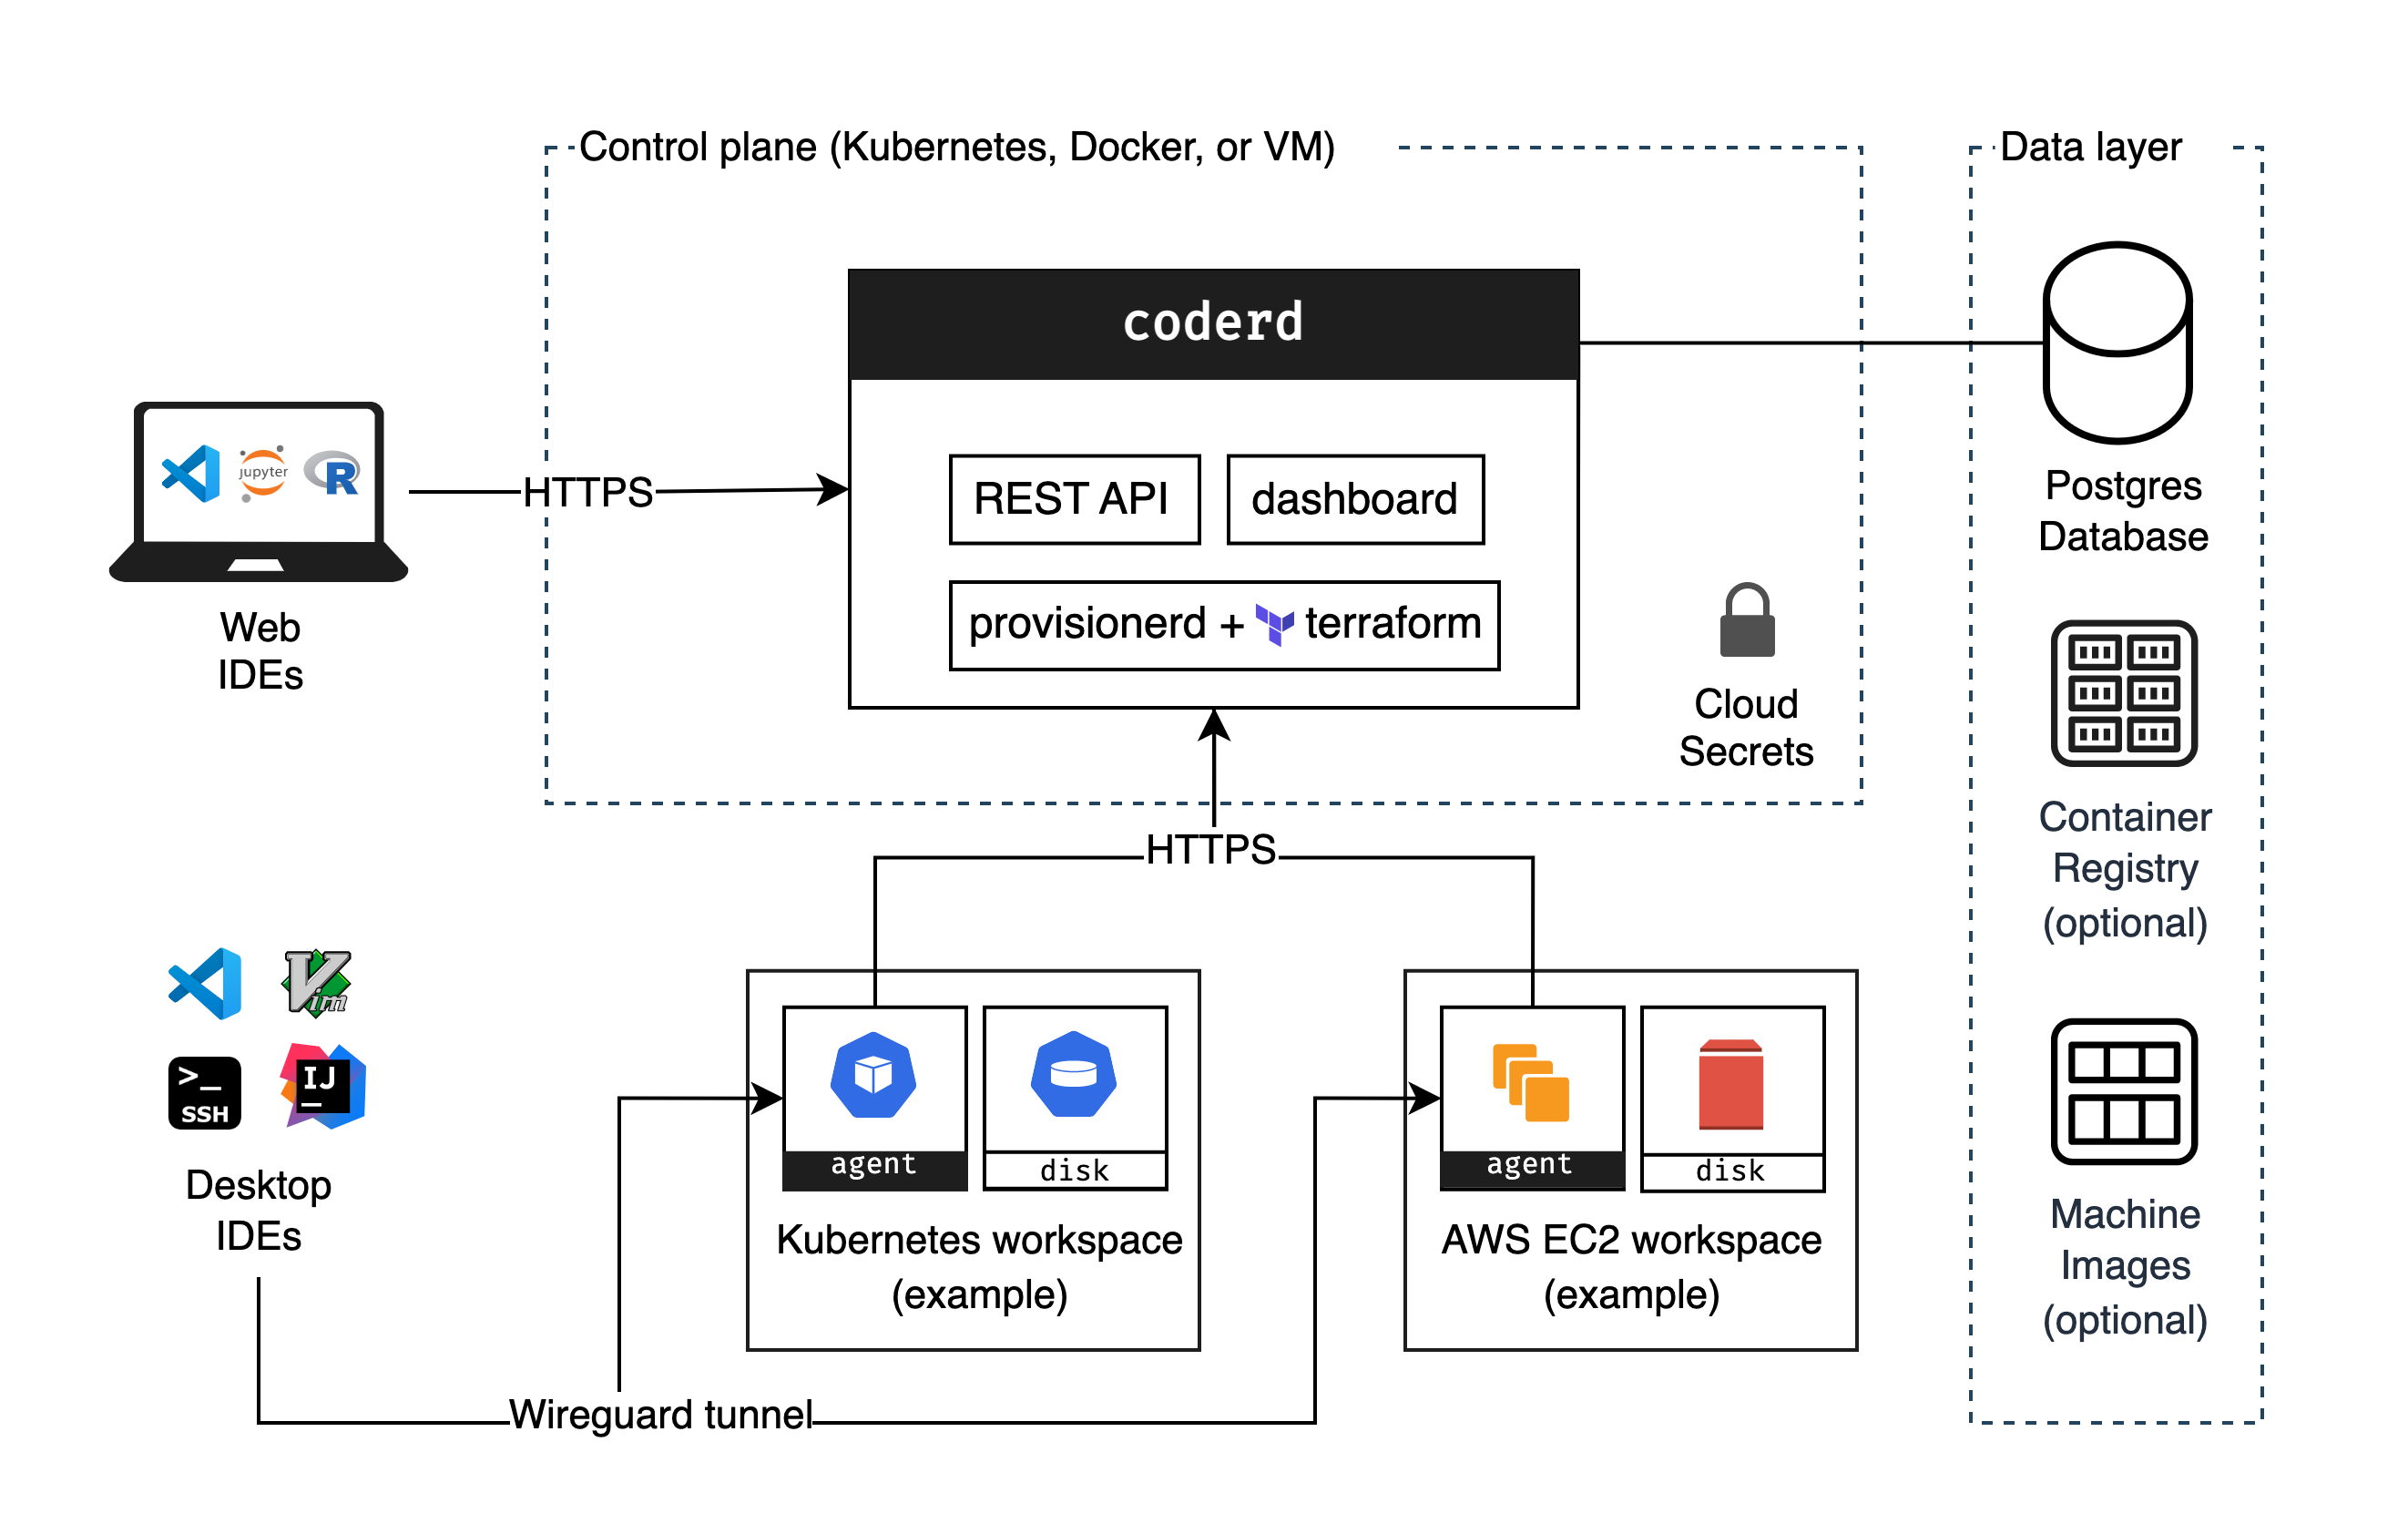 Control plane (Kubernetes, Docker, or VM)
Data layer
coderd
REST API
dashboard
provisionerd + terraform
Cloud
Secrets
jupyter
R
HTTPS
Web
IDEs
Postgres
Database
Container
Registry
(optional)
Machine
Images
(optional)
HTTPS
Vim
>_
SSH
IJ
Desktop
IDEs
agent
disk
Kubernetes workspace
(example)
agent
disk
AWS EC2 workspace
(example)
Wireguard tunnel